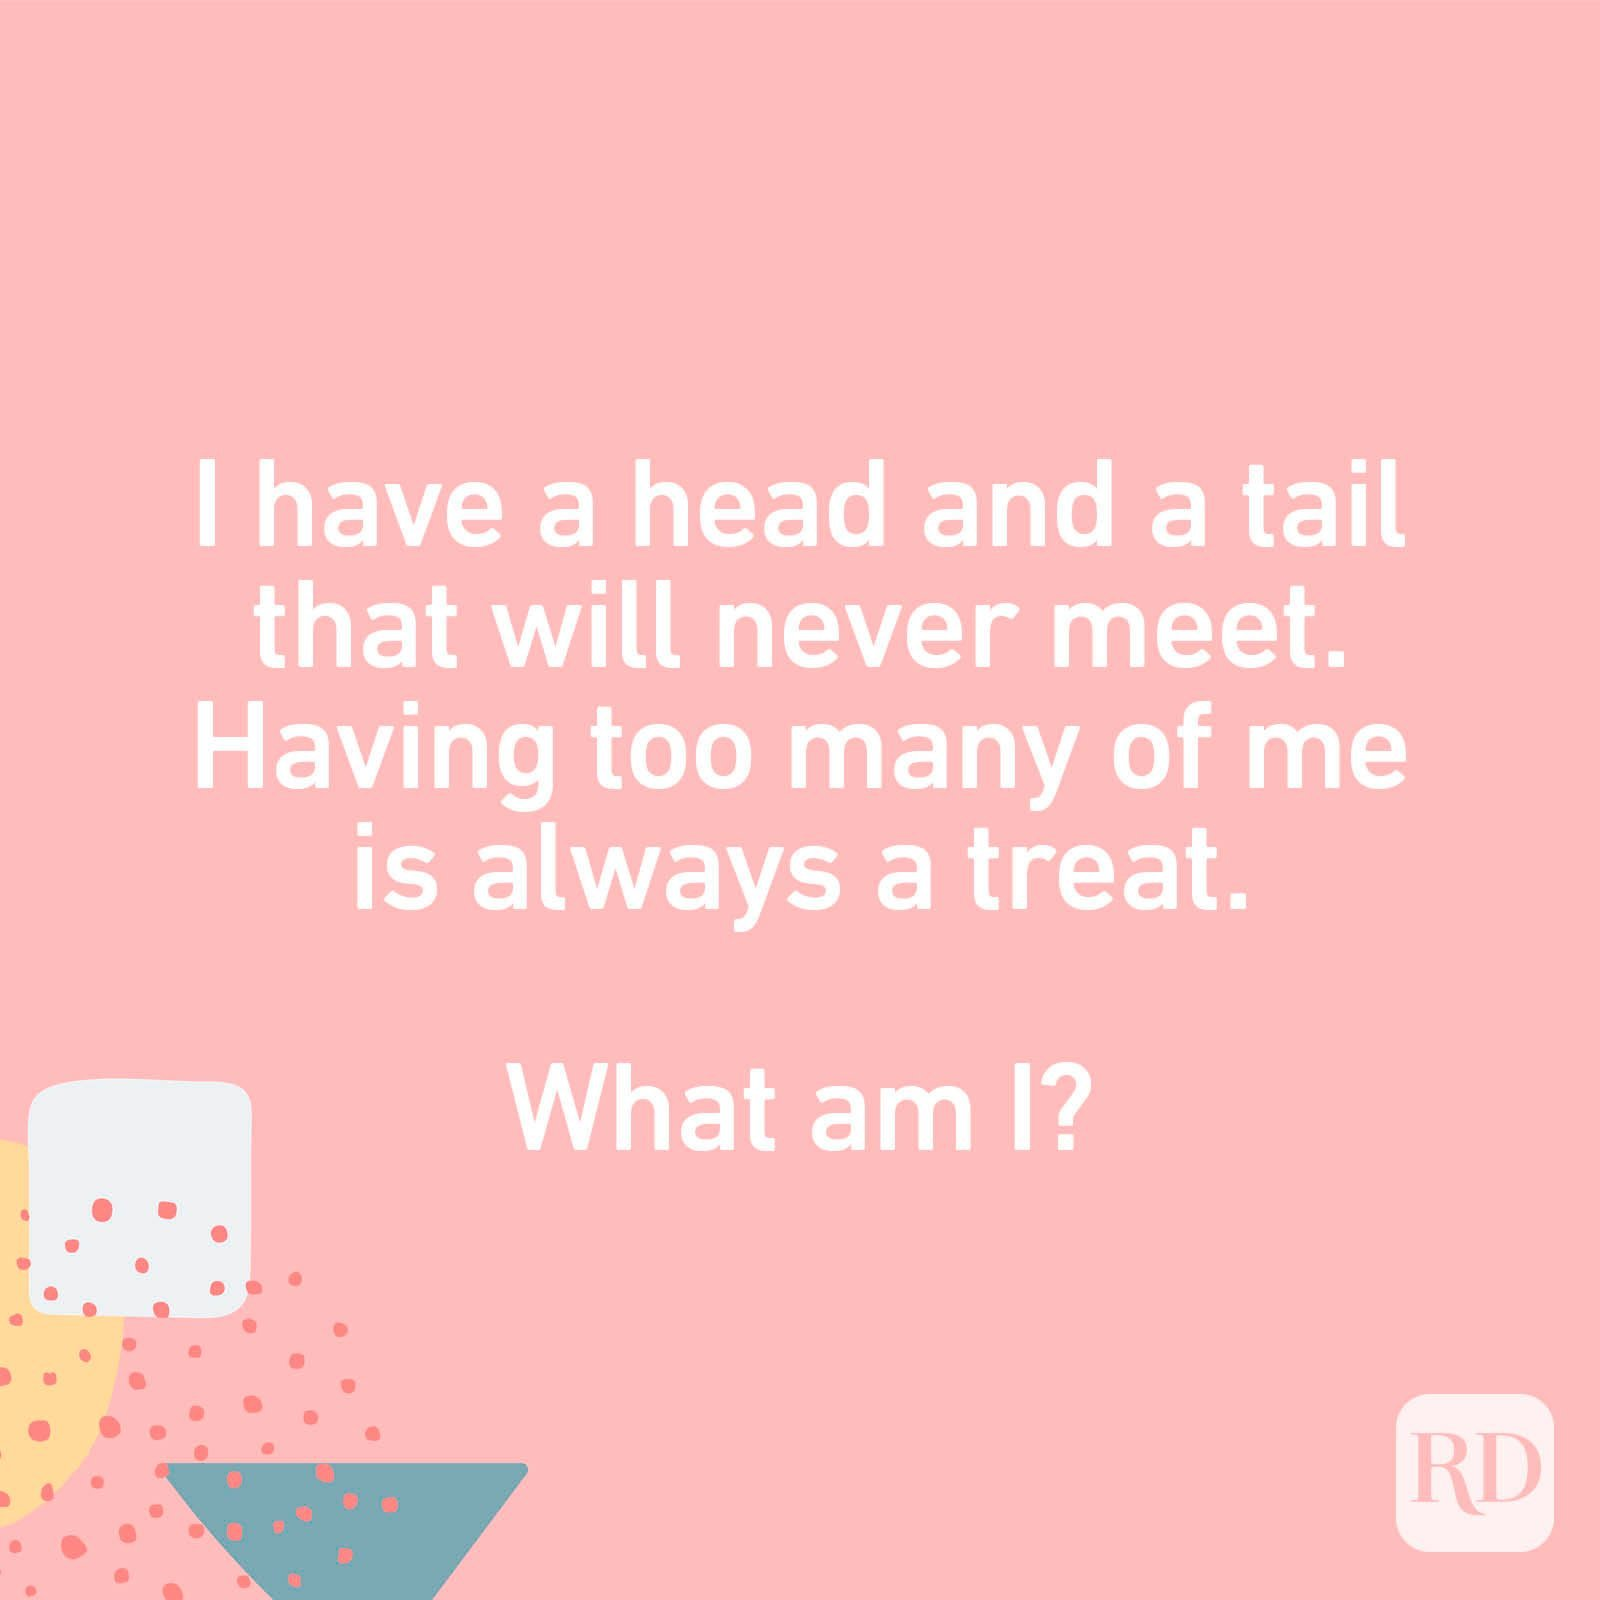 I have a head and a tail
that will never meet.
Having too many of me
is always a treat.
What am I?
RD